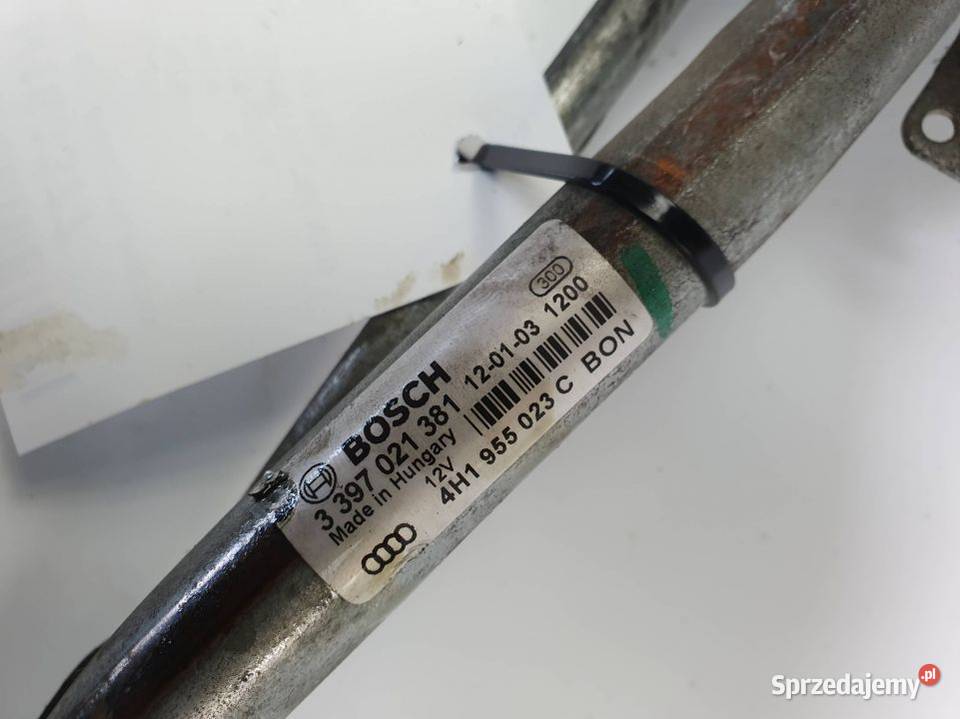 300
BOSCH 12-01-03 1200
3 397 021 381
Made in Hungary
12V
4H1 955 023 C BON
Sprzedajemy.pl